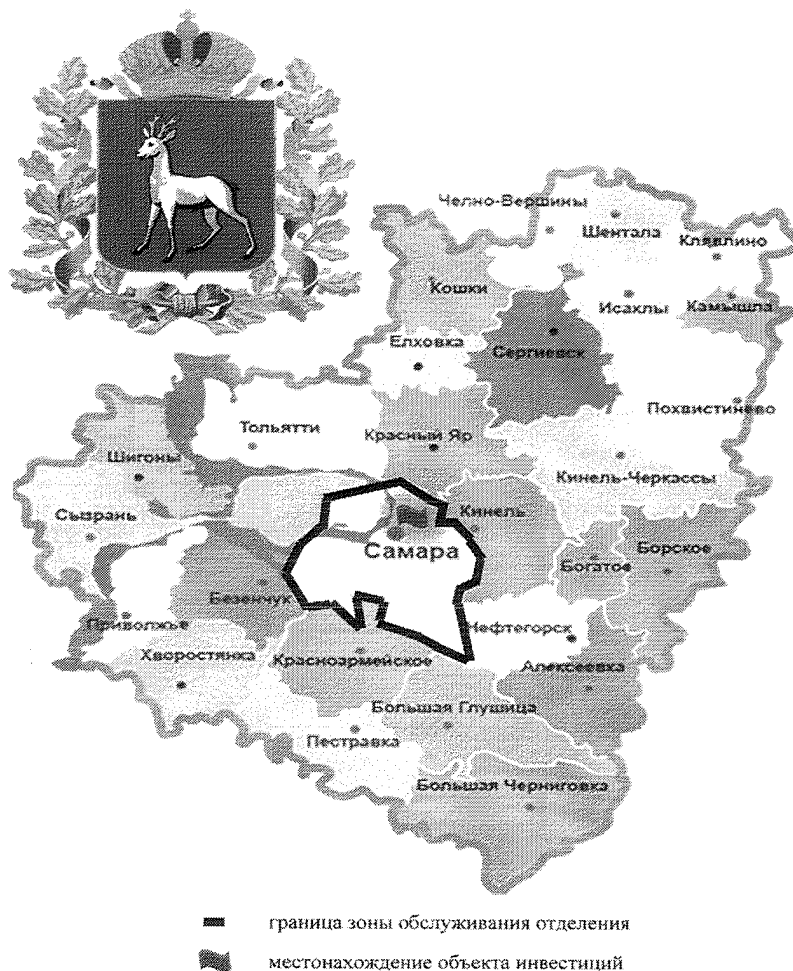 Челно-Вершины
Шентала
Клявлино
Кошки
Исаклы
Камышла
Елховка
Сергиевск
Похвистинево
Тольятти
Красный Яр
Шигоны
Кинель-Черкассы
Сызрань
Кинель
Самара
Борское
Богатое
Безенчук
Приволжье
Нефтегорск
Хворостянка
Красноармейское
Алексеевка
Большая Глушица
Пестравка
Большая Черниговка
граница зоны обслуживания отделения
местонахождение объекта инвестиций